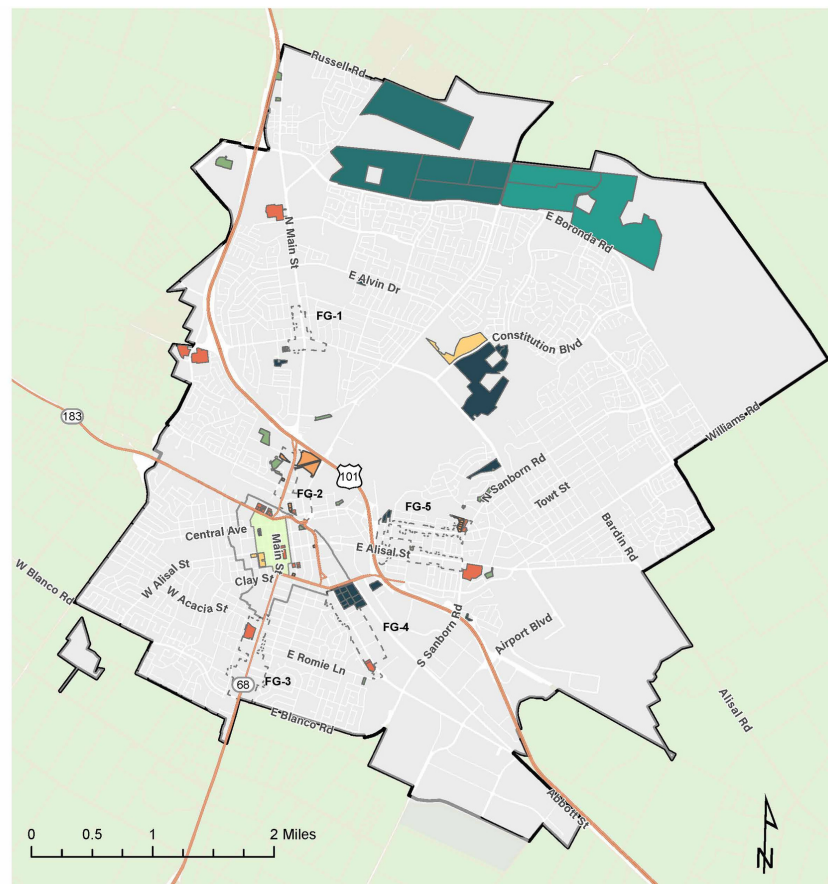 Russell Rd
N Main St
E Boronda Rd
E Alvin Dr
FG-1
Constitution Blvd
183
Williams Rd
101
N Sanborn Rd
FG-2
Towt St
FG-5
Central Ave
Main St
E Alisal St
Bardin Rd
W Blanco Rd
W Alisal St
Clay St
W Acacia St
FG-4
S Sanborn Rd
Airport Blvd
E Romie Ln
68
FG-3
E Blanco Rd
Alisal Rd
Abbott St
0 0.5 1 2 Miles
N